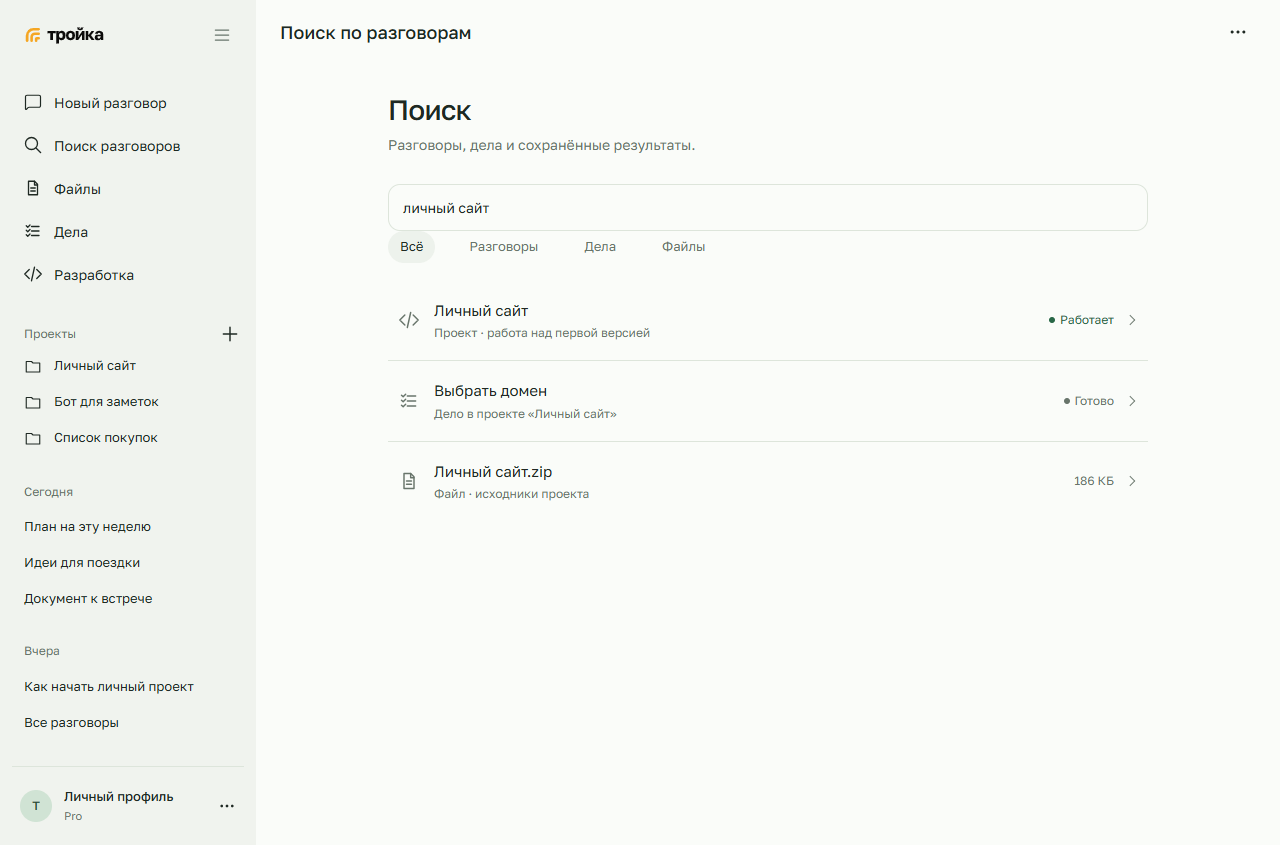 тройка
Новый разговор
Поиск разговоров
Файлы
Дела
Разработка
Проекты
Личный сайт
Бот для заметок
Список покупок
Сегодня
План на эту неделю
Идеи для поездки
Документ к встрече
Вчера
Как начать личный проект
Все разговоры
Т
Личный профиль
Pro
Поиск по разговорам
Поиск
Разговоры, дела и сохранённые результаты.
личный сайт
Всё Разговоры Дела Файлы
Личный сайт
Проект · работа над первой версией
Работает
Выбрать домен
Дело в проекте «Личный сайт»
Готово
Личный сайт.zip
Файл · исходники проекта
186 КБ